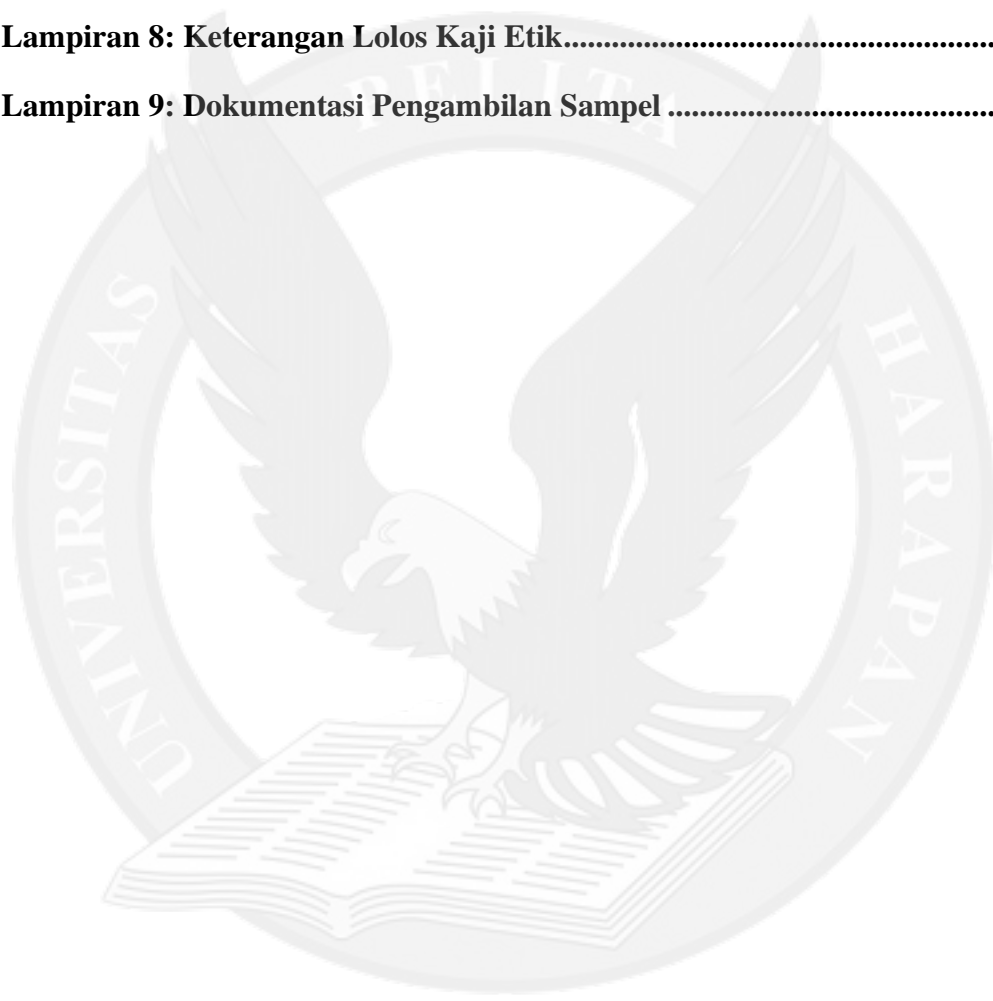 Lampiran 8: Keterangan Lolos Kaji Etik.....................................................
Lampiran 9: Dokumentasi Pengambilan Sampel ........................................
UNIVERSITAS PELITA HARAPAN